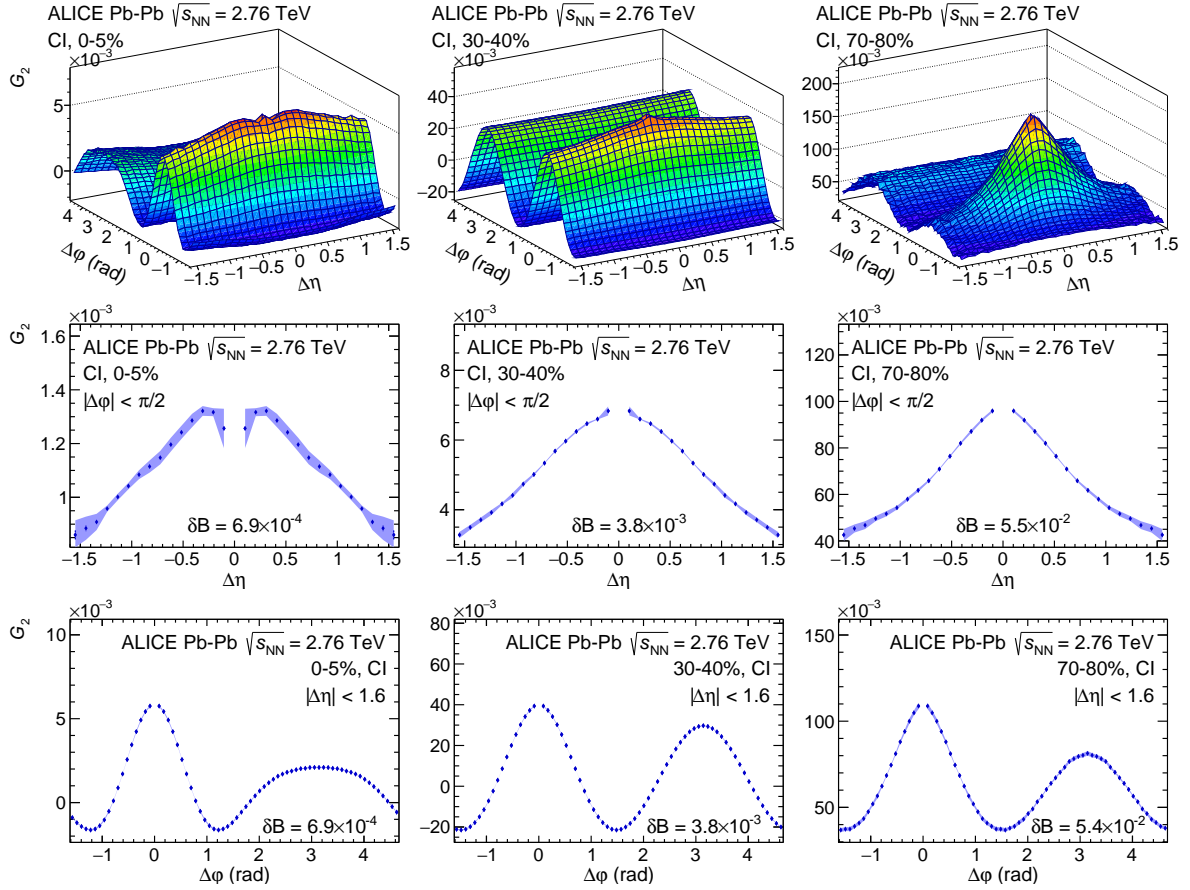 ALICE Pb-Pb √sNN = 2.76 TeV
CI, 0-5%
×10−3
G2
5
0
4 3 2 1 0 −1
Δφ (rad)
−1.5 −1 −0.5 0 0.5 1 1.5
Δη
ALICE Pb-Pb √sNN = 2.76 TeV
CI, 30-40%
×10−3
40
20
0
−20
4 3 2 1 0 −1
Δφ (rad)
−1.5 −1 −0.5 0 0.5 1 1.5
Δη
ALICE Pb-Pb √sNN = 2.76 TeV
CI, 70-80%
×10−3
200
150
100
50
4 3 2 1 0 −1
Δφ (rad)
−1.5 −1 −0.5 0 0.5 1 1.5
Δη
×10−3
G2
1.6
1.4
1.2
1
ALICE Pb-Pb √sNN = 2.76 TeV
CI, 0-5%
|Δφ| < π/2
δB = 6.9×10−4
−1.5 −1 −0.5 0 0.5 1 1.5
Δη
×10−3
8
6
4
ALICE Pb-Pb √sNN = 2.76 TeV
CI, 30-40%
|Δφ| < π/2
δB = 3.8×10−3
−1.5 −1 −0.5 0 0.5 1 1.5
Δη
×10−3
120
100
80
60
40
ALICE Pb-Pb √sNN = 2.76 TeV
CI, 70-80%
|Δφ| < π/2
δB = 5.5×10−2
−1.5 −1 −0.5 0 0.5 1 1.5
Δη
×10−3
G2
10
5
0
ALICE Pb-Pb √sNN = 2.76 TeV
0-5%, CI
|Δη| < 1.6
δB = 6.9×10−4
−1 0 1 2 3 4
Δφ (rad)
×10−3
80
60
40
20
0
−20
ALICE Pb-Pb √sNN = 2.76 TeV
30-40%, CI
|Δη| < 1.6
δB = 3.8×10−3
−1 0 1 2 3 4
Δφ (rad)
×10−3
150
100
50
ALICE Pb-Pb √sNN = 2.76 TeV
70-80%, CI
|Δη| < 1.6
δB = 5.4×10−2
−1 0 1 2 3 4
Δφ (rad)